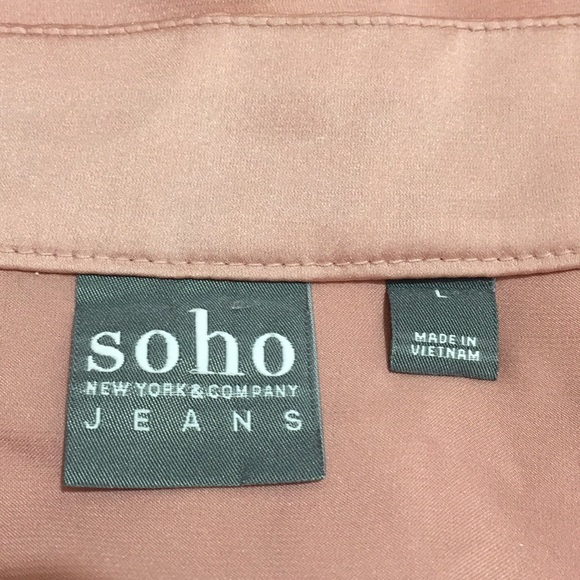 soho
NEW YORK & COMPANY
JEANS
L
MADE IN
VIETNAM